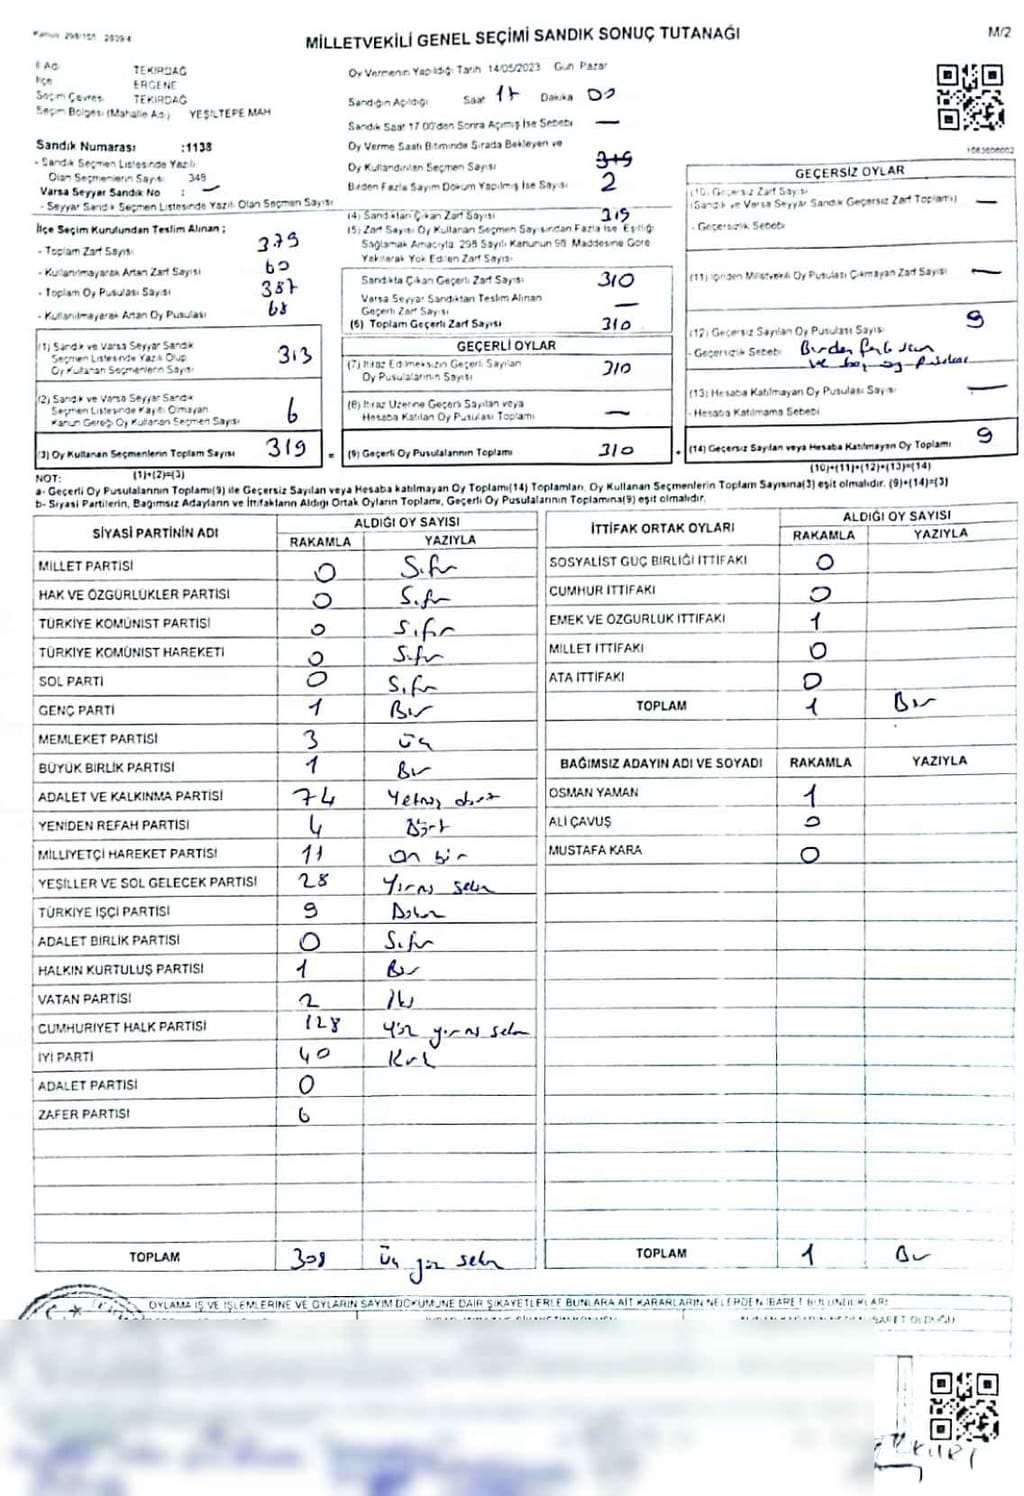 Kanun 298/101 2839/4
MİLLETVEKİLİ GENEL SEÇİMİ SANDIK SONUÇ TUTANAĞI
M/2
İl Adı TEKİRDAĞ
İlçe ERGENE
Seçim Çevresi TEKİRDAĞ
Seçim Bölgesi (Mahalle Adı) YEŞİLTEPE MAH
Sandık Numarası :1138
- Sandık Seçmen Listesinde Yazılı
Olan Seçmenlerin Sayısı 348
Varsa Seyyar Sandık No : —
- Seyyar Sandık Seçmen Listesinde Yazılı Olan Seçmen Sayısı
İlçe Seçim Kurulundan Teslim Alınan ;
- Toplam Zarf Sayısı 379
- Kullanılmayarak Artan Zarf Sayısı 60
- Toplam Oy Pusulası Sayısı 387
- Kullanılmayarak Artan Oy Pusulası 68
(1) Sandık ve Varsa Seyyar Sandık
Seçmen Listesinde Yazılı Olup
Oy Kullanan Seçmenlerin Sayısı 313
(2) Sandık ve Varsa Seyyar Sandık
Seçmen Listesinde Kayıtlı Olmayan
Kanun Gereği Oy Kullanan Seçmen Sayısı 6
(3) Oy Kullanan Seçmenlerin Toplam Sayısı 319
(1)+(2)=(3)
Oy Vermenin Yapıldığı Tarih 14/05/2023 Gün Pazar
Sandığın Açıldığı Saat 17 Dakika 00
Sandık Saat 17.00'den Sonra Açılmış İse Sebebi —
Oy Verme Saati Bitiminde Sırada Bekleyen ve
Oy Kullandırılan Seçmen Sayısı 319
Birden Fazla Sayım Döküm Yapılmış İse Sayısı 2
(4) Sandıktan Çıkan Zarf Sayısı 319
(5) Zarf Sayısı Oy Kullanan Seçmen Sayısından Fazla İse Eşitliği
Sağlamak Amacıyla 298 Sayılı Kanunun 98. Maddesine Göre
Yakılarak Yok Edilen Zarf Sayısı
Sandıkta Çıkan Geçerli Zarf Sayısı 310
Varsa Seyyar Sandıktan Teslim Alınan
Geçerli Zarf Sayısı —
(6) Toplam Geçerli Zarf Sayısı 310
GEÇERLİ OYLAR
(7) İtiraz Edilmeksizin Geçerli Sayılan
Oy Pusulalarının Sayısı 310
(8) İtiraz Üzerine Geçerli Sayılan veya
Hesaba Katılan Oy Pusulası Toplamı —
= (9) Geçerli Oy Pusulalarının Toplamı 310 +
1063606002
GEÇERSİZ OYLAR
(10) Geçersiz Zarf Sayısı
(Sandık ve Varsa Seyyar Sandık Geçersiz Zarf Toplamı) —
- Geçersizlik Sebebi
(11) İçinden Milletvekili Oy Pusulası Çıkmayan Zarf Sayısı —
(12) Geçersiz Sayılan Oy Pusulası Sayısı 9
- Geçersizlik Sebebi Birden fazla
ve boş oy pusulası
(13) Hesaba Katılmayan Oy Pusulası Sayısı —
- Hesaba Katılmama Sebebi
(14) Geçersiz Sayılan veya Hesaba Katılmayan Oy Toplamı 9
(10)+(11)+(12)+(13)=(14)
NOT:
a- Geçerli Oy Pusulalarının Toplamı(9) ile Geçersiz Sayılan veya Hesaba katılmayan Oy Toplamı(14) Toplamları, Oy Kullanan Seçmenlerin Toplam Sayısına(3) eşit olmalıdır. (9)+(14)=(3)
b- Siyasi Partilerin, Bağımsız Adayların ve İttifakların Aldığı Ortak Oyların Toplamı, Geçerli Oy Pusulalarının Toplamına(9) eşit olmalıdır.
SİYASİ PARTİNİN ADI ALDIĞI OY SAYISI
RAKAMLA YAZIYLA
MİLLET PARTİSİ 0 Sıfır
HAK VE ÖZGÜRLÜKLER PARTİSİ 0 Sıfır
TÜRKİYE KOMÜNİST PARTİSİ 0 Sıfır
TÜRKİYE KOMÜNİST HAREKETİ 0 Sıfır
SOL PARTİ 0 Sıfır
GENÇ PARTİ 1 Bir
MEMLEKET PARTİSİ 3 üç
BÜYÜK BİRLİK PARTİSİ 1 Bir
ADALET VE KALKINMA PARTİSİ 74 Yetmiş dört
YENİDEN REFAH PARTİSİ 4 Dört
MİLLİYETÇİ HAREKET PARTİSİ 11 on bir
YEŞİLLER VE SOL GELECEK PARTİSİ 28 Yirmi sekiz
TÜRKİYE İŞÇİ PARTİSİ 9 Dokuz
ADALET BİRLİK PARTİSİ 0 Sıfır
HALKIN KURTULUŞ PARTİSİ 1 Bir
VATAN PARTİSİ 2 İki
CUMHURİYET HALK PARTİSİ 128 Yüz yirmi sekiz
İYİ PARTİ 40 Kırk
ADALET PARTİSİ 0
ZAFER PARTİSİ 6
TOPLAM 308 Üç yüz sekiz
İTTİFAK ORTAK OYLARI ALDIĞI OY SAYISI
RAKAMLA YAZIYLA
SOSYALİST GÜÇ BİRLİĞİ İTTİFAKI 0
CUMHUR İTTİFAKI 0
EMEK VE ÖZGÜRLÜK İTTİFAKI 1
MİLLET İTTİFAKI 0
ATA İTTİFAKI 0
TOPLAM 1 Bir
BAĞIMSIZ ADAYIN ADI VE SOYADI RAKAMLA YAZIYLA
OSMAN YAMAN 1
ALİ ÇAVUŞ 0
MUSTAFA KARA 0
TOPLAM 1 Bir
OYLAMA İŞ VE İŞLEMLERİNE VE OYLARIN SAYIM DÖKÜMÜNE DAİR ŞİKAYETLERLE BUNLARA AİT KARARLARIN NELERDEN İBARET BULUNDUKLARI